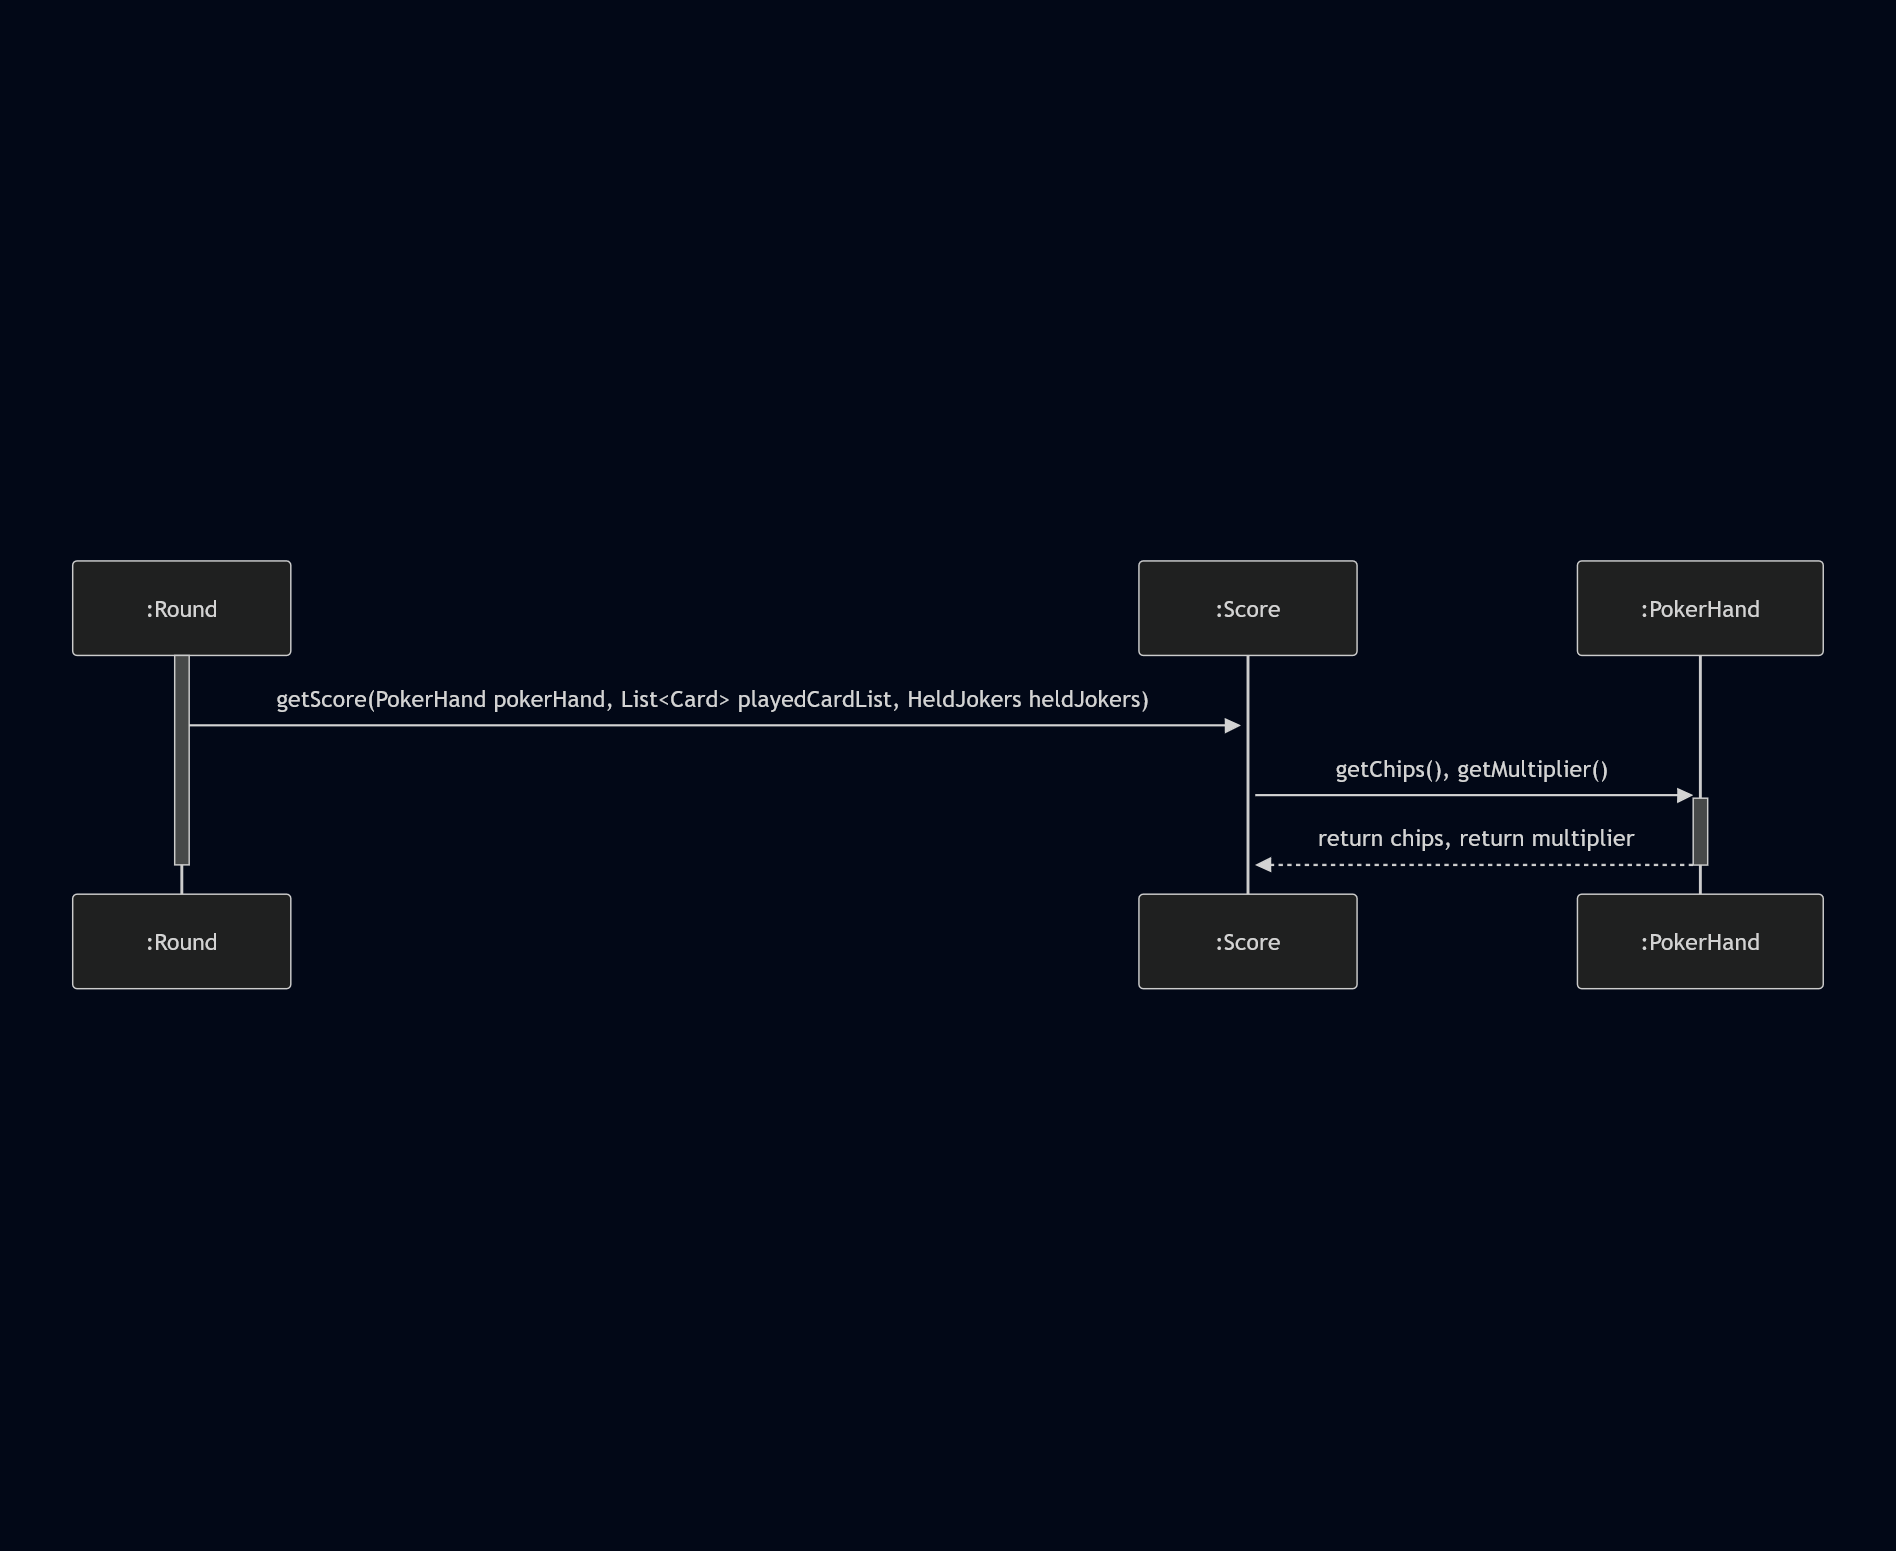 :Round
:Score
:PokerHand
getScore(PokerHand pokerHand, List<Card> playedCardList, HeldJokers heldJokers)
getChips(), getMultiplier()
return chips, return multiplier
:Round
:Score
:PokerHand